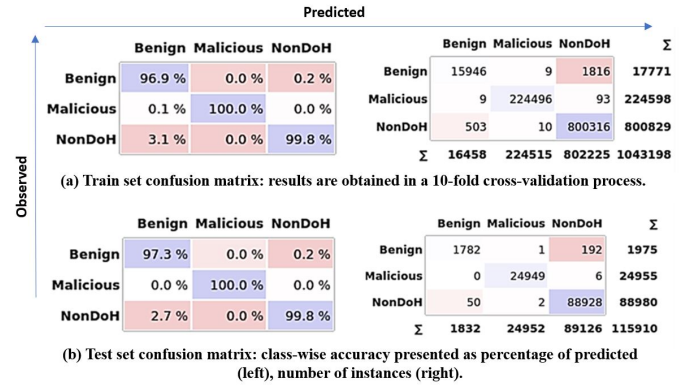 Predicted
Observed
Benign Malicious NonDoH
Benign 96.9 % 0.0 % 0.2 %
Malicious 0.1 % 100.0 % 0.0 %
NonDoH 3.1 % 0.0 % 99.8 %
Benign Malicious NonDoH Σ
Benign 15946 9 1816 17771
Malicious 9 224496 93 224598
NonDoH 503 10 800316 800829
Σ 16458 224515 802225 1043198
(a) Train set confusion matrix: results are obtained in a 10-fold cross-validation process.
Benign Malicious NonDoH
Benign 97.3 % 0.0 % 0.2 %
Malicious 0.0 % 100.0 % 0.0 %
NonDoH 2.7 % 0.0 % 99.8 %
Benign Malicious NonDoH Σ
Benign 1782 1 192 1975
Malicious 0 24949 6 24955
NonDoH 50 2 88928 88980
Σ 1832 24952 89126 115910
(b) Test set confusion matrix: class-wise accuracy presented as percentage of predicted
(left), number of instances (right).